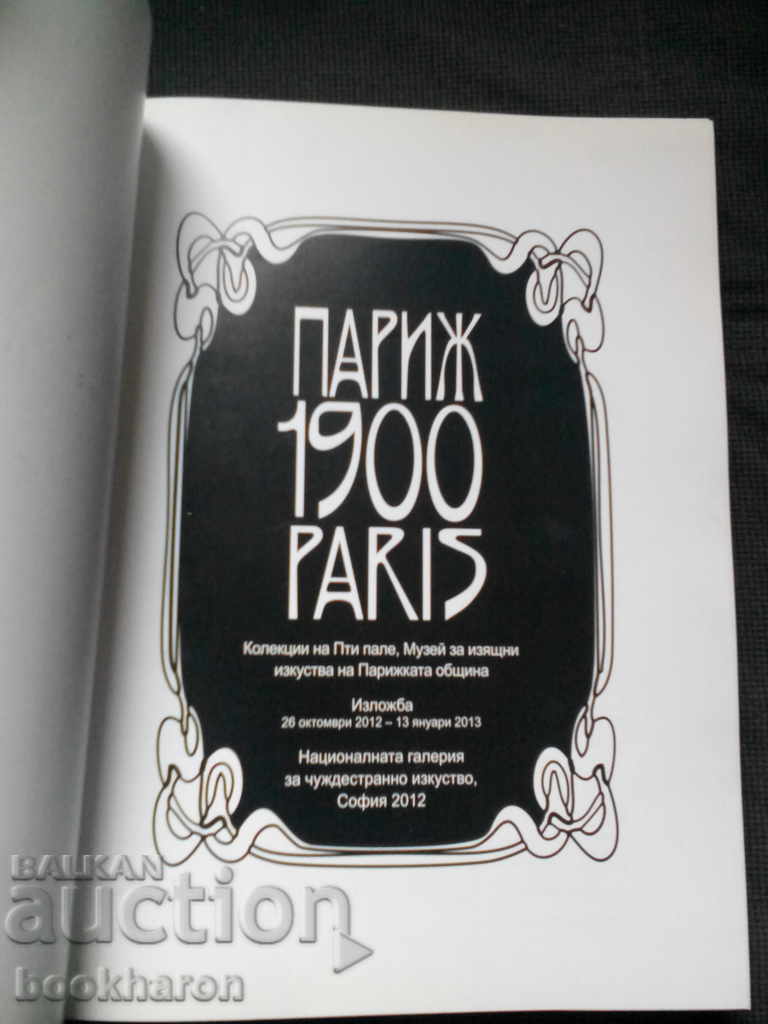 ПАРИЖ
1900
PARIS
Колекции на Пти пале, Музей за изящни
изкуства на Парижката община
Изложба
26 октомври 2012 – 13 януари 2013
Националната галерия
за чуждестранно изкуство,
София 2012
BALKAN
auction
bookharon